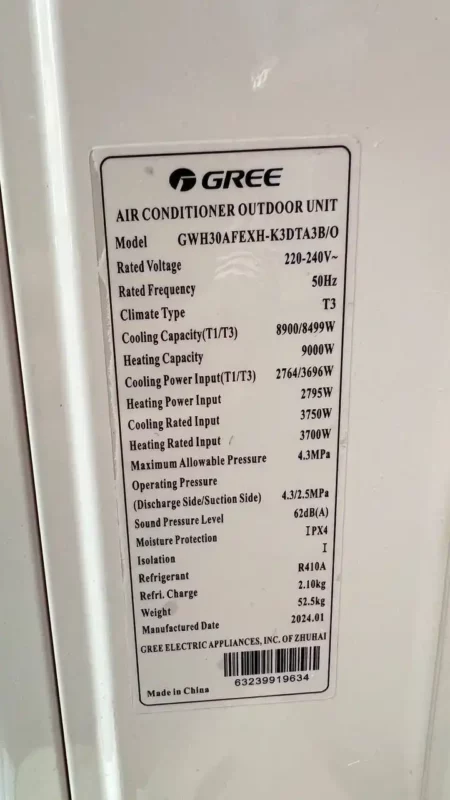 GREE
AIR CONDITIONER OUTDOOR UNIT
Model GWH30AFEXH-K3DTA3B/O
Rated Voltage 220-240V~
Rated Frequency 50Hz
Climate Type T3
Cooling Capacity(T1/T3) 8900/8499W
Heating Capacity 9000W
Cooling Power Input(T1/T3) 2764/3696W
Heating Power Input 2795W
Cooling Rated Input 3750W
Heating Rated Input 3700W
Maximum Allowable Pressure 4.3MPa
Operating Pressure
(Discharge Side/Suction Side) 4.3/2.5MPa
Sound Pressure Level 62dB(A)
Moisture Protection IPX4
Isolation I
Refrigerant R410A
Refri. Charge 2.10kg
Weight 52.5kg
Manufactured Date 2024.01
GREE ELECTRIC APPLIANCES, INC. OF ZHUHAI
63239919634
Made in China